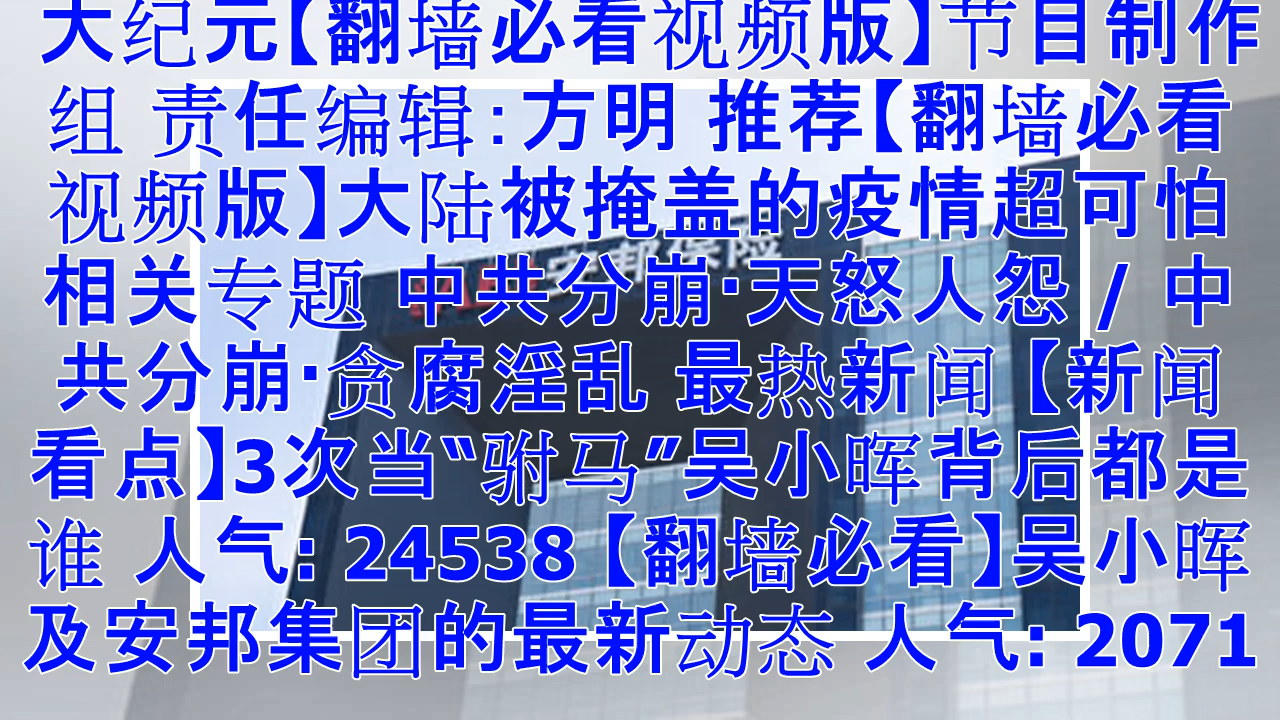 大纪元【翻墙必看视频版】节目制作
组 责任编辑:方明 推荐【翻墙必看
视频版】大陆被掩盖的疫情超可怕
相关专题 中共分崩·天怒人怨 / 中
共分崩·贪腐淫乱 最热新闻【新闻
看点】3次当“驸马”吴小晖背后都是
谁 人气: 24538【翻墙必看】吴小晖
及安邦集团的最新动态 人气: 2071
安邦保险